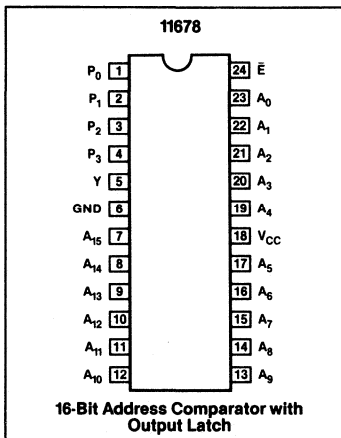 11678
P₀ 1 24 Ē
P₁ 2 23 A₀
P₂ 3 22 A₁
P₃ 4 21 A₂
Y 5 20 A₃
GND 6 19 A₄
A₁₅ 7 18 V_CC
A₁₄ 8 17 A₅
A₁₃ 9 16 A₆
A₁₂ 10 15 A₇
A₁₁ 11 14 A₈
A₁₀ 12 13 A₉
16-Bit Address Comparator with
Output Latch